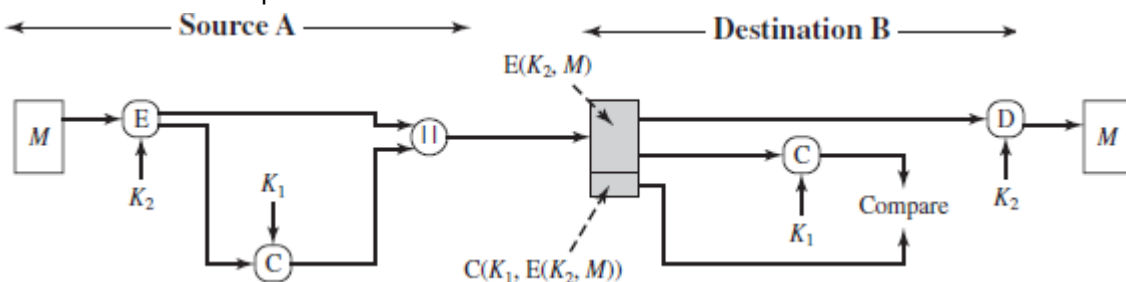 Source A
Destination B
E(K₂, M)
M
E
K₂
K₁
C
||
C(K₁, E(K₂, M))
C
K₁
Compare
D
K₂
M